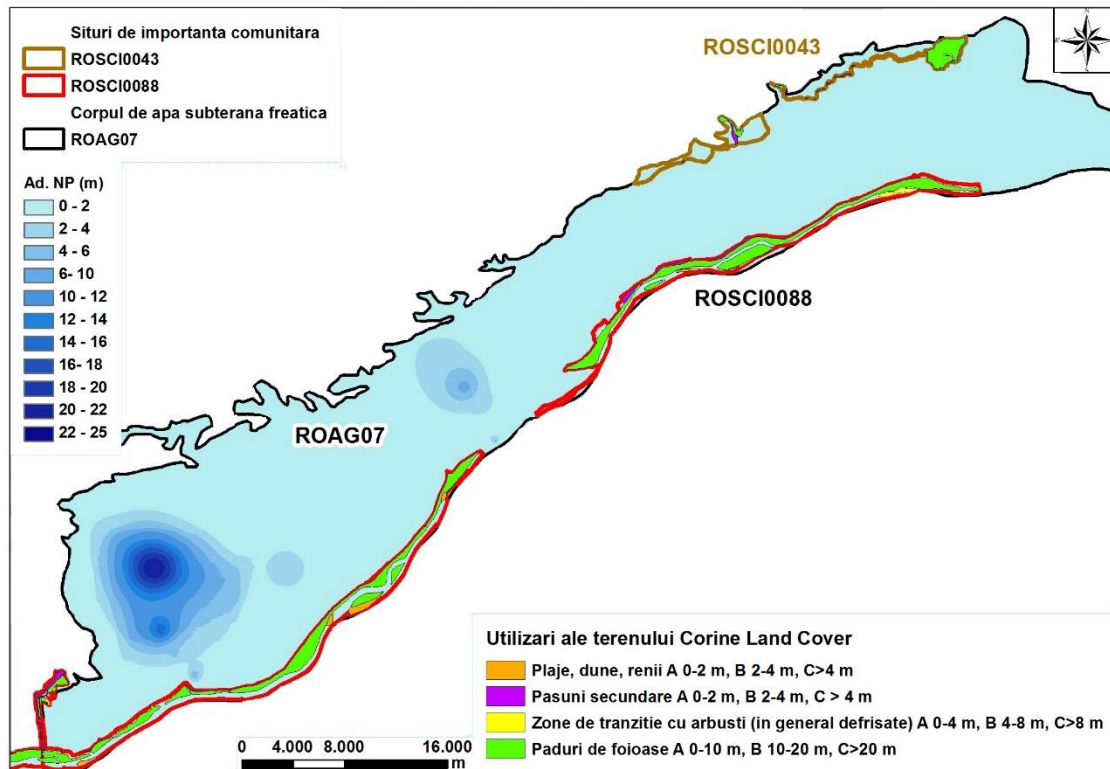 Situri de importanta comunitara
ROSCI0043
ROSCI0088
Corpul de apa subterana freatica
ROAG07
Ad. NP (m)
0 - 2
2 - 4
4 - 6
6- 10
10 - 12
12 - 14
14 - 16
16- 18
18 - 20
20 - 22
22 - 25
ROSCI0043
N
ROSCI0088
ROAG07
Utilizari ale terenului Corine Land Cover
Plaje, dune, renii A 0-2 m, B 2-4 m, C>4 m
Pasuni secundare A 0-2 m, B 2-4 m, C > 4 m
Zone de tranzitie cu arbusti (in general defrisate) A 0-4 m, B 4-8 m, C>8 m
Paduri de foioase A 0-10 m, B 10-20 m, C>20 m
0 4.000 8.000 16.000
m